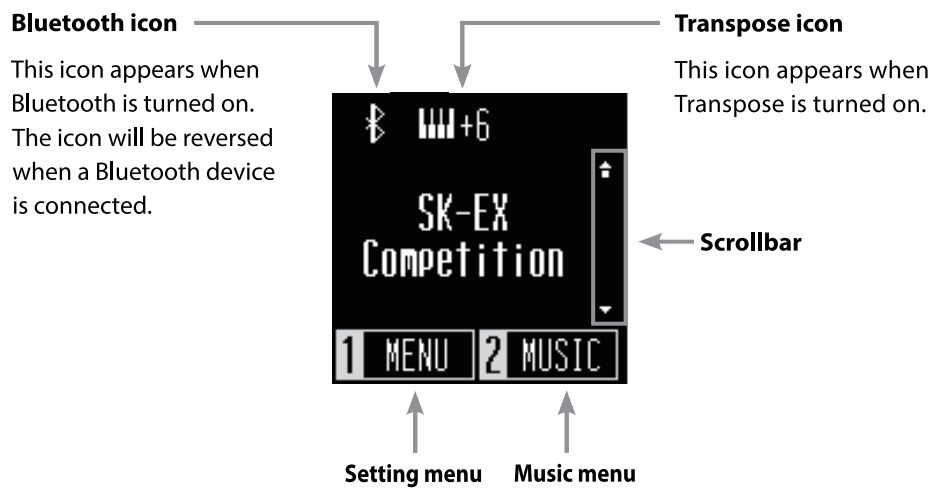 Bluetooth icon
This icon appears when
Bluetooth is turned on.
The icon will be reversed
when a Bluetooth device
is connected.
Transpose icon
This icon appears when
Transpose is turned on.
+6
SK-EX
Competition
Scrollbar
1 MENU 2 MUSIC
Setting menu Music menu